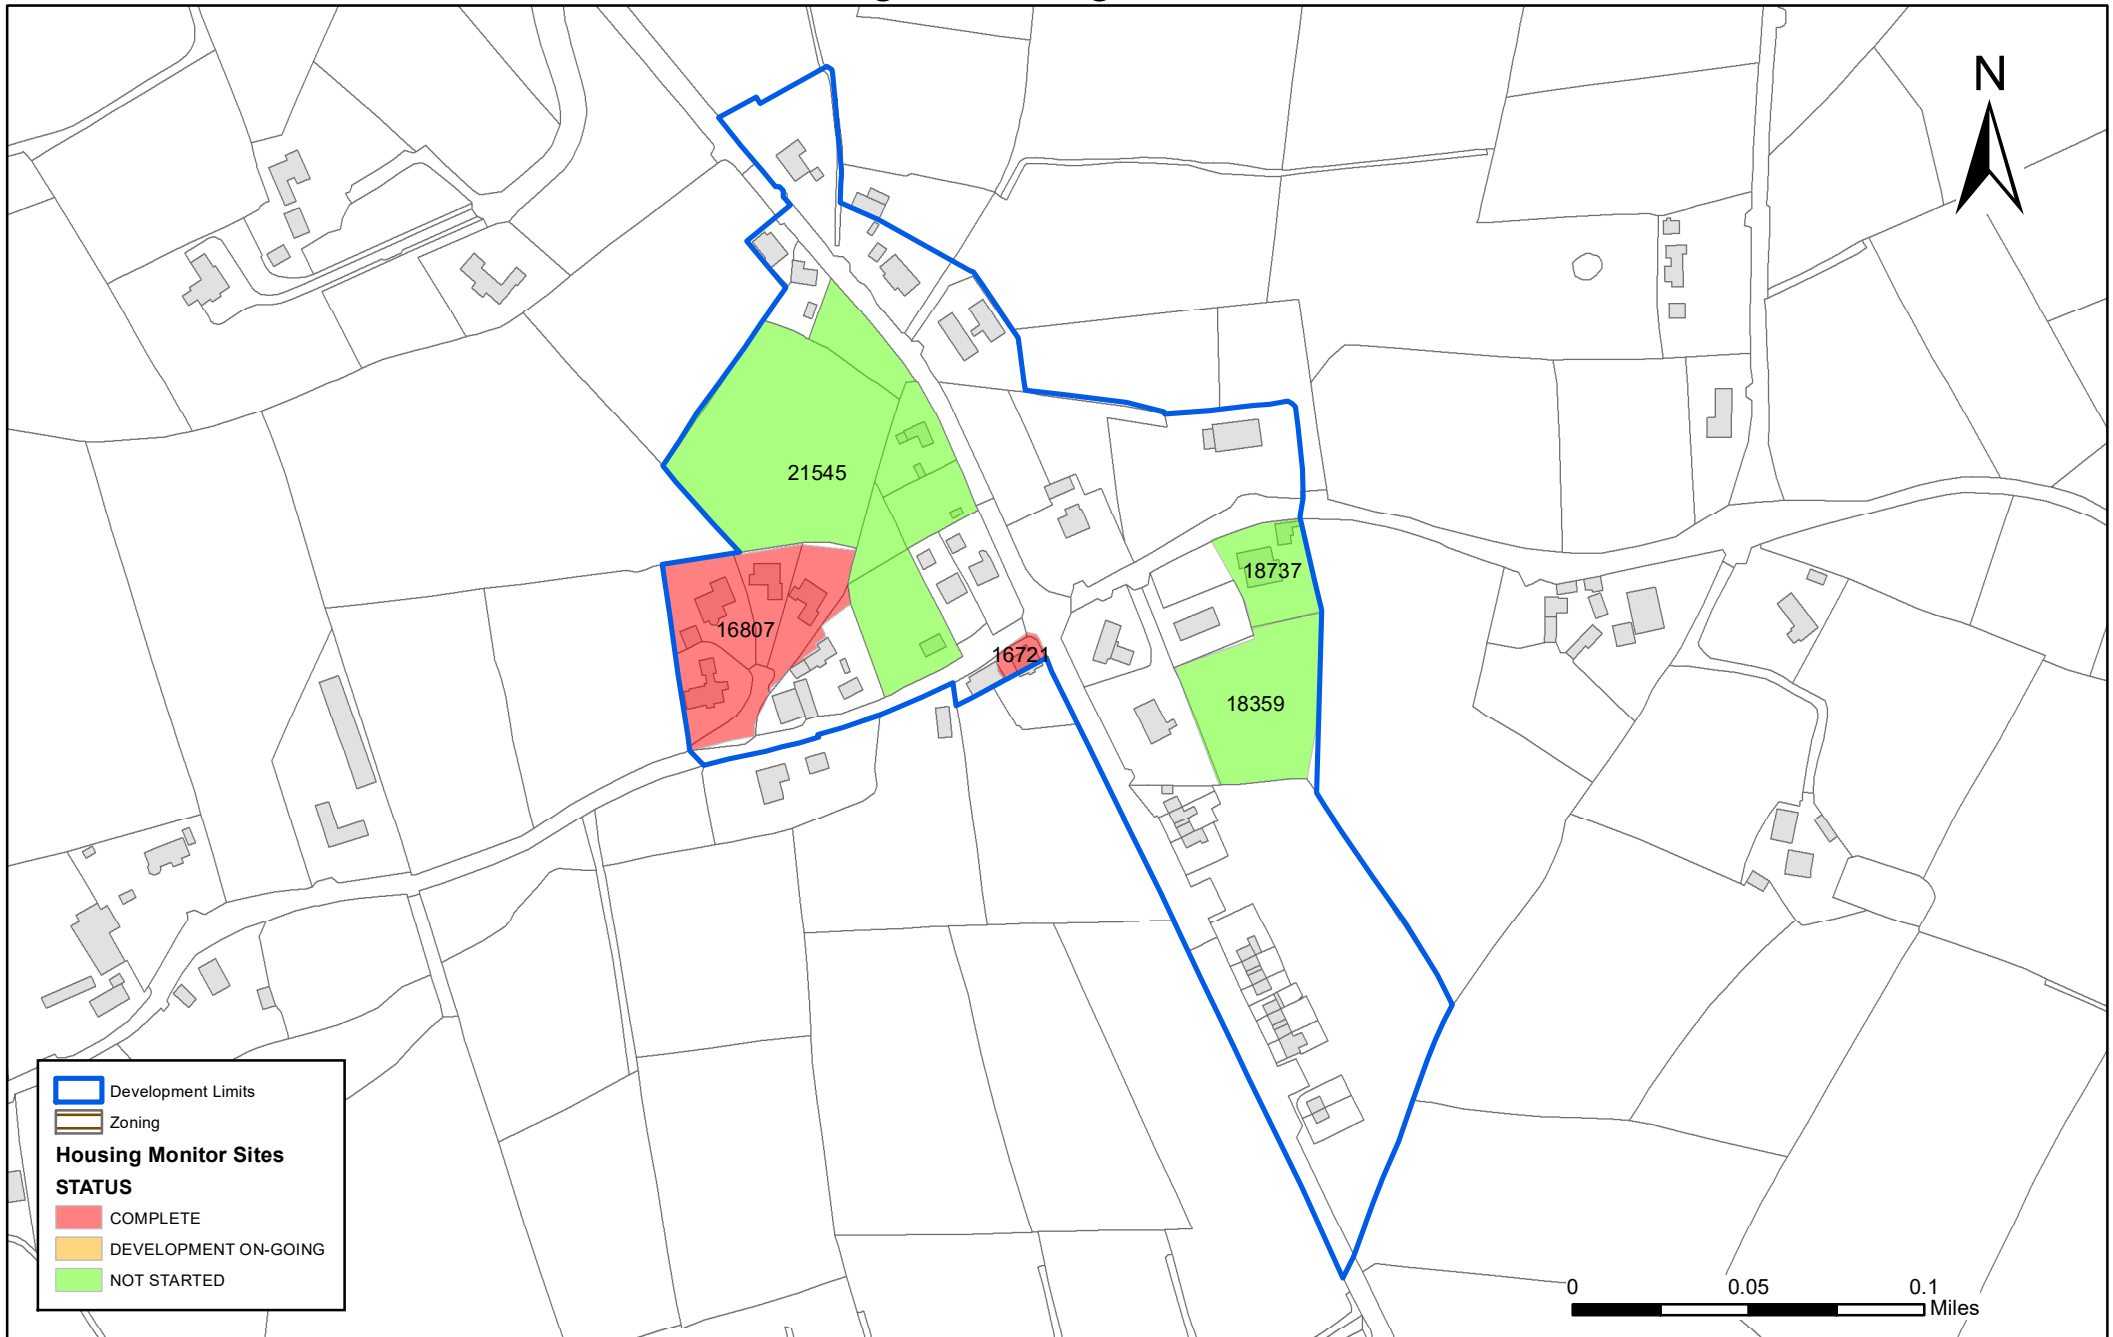 N
21545
18737
16807
16721
18359
Development Limits
Zoning
Housing Monitor Sites
STATUS
COMPLETE
DEVELOPMENT ON-GOING
NOT STARTED
0 0.05 0.1
Miles